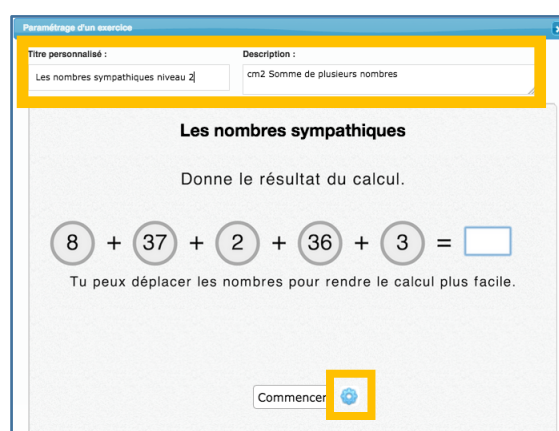 Paramétrage d'un exercice
Titre personnalisé : Description :
Les nombres sympathiques niveau 2 cm2 Somme de plusieurs nombres
Les nombres sympathiques
Donne le résultat du calcul.
8 + 37 + 2 + 36 + 3 =
Tu peux déplacer les nombres pour rendre le calcul plus facile.
Commencer